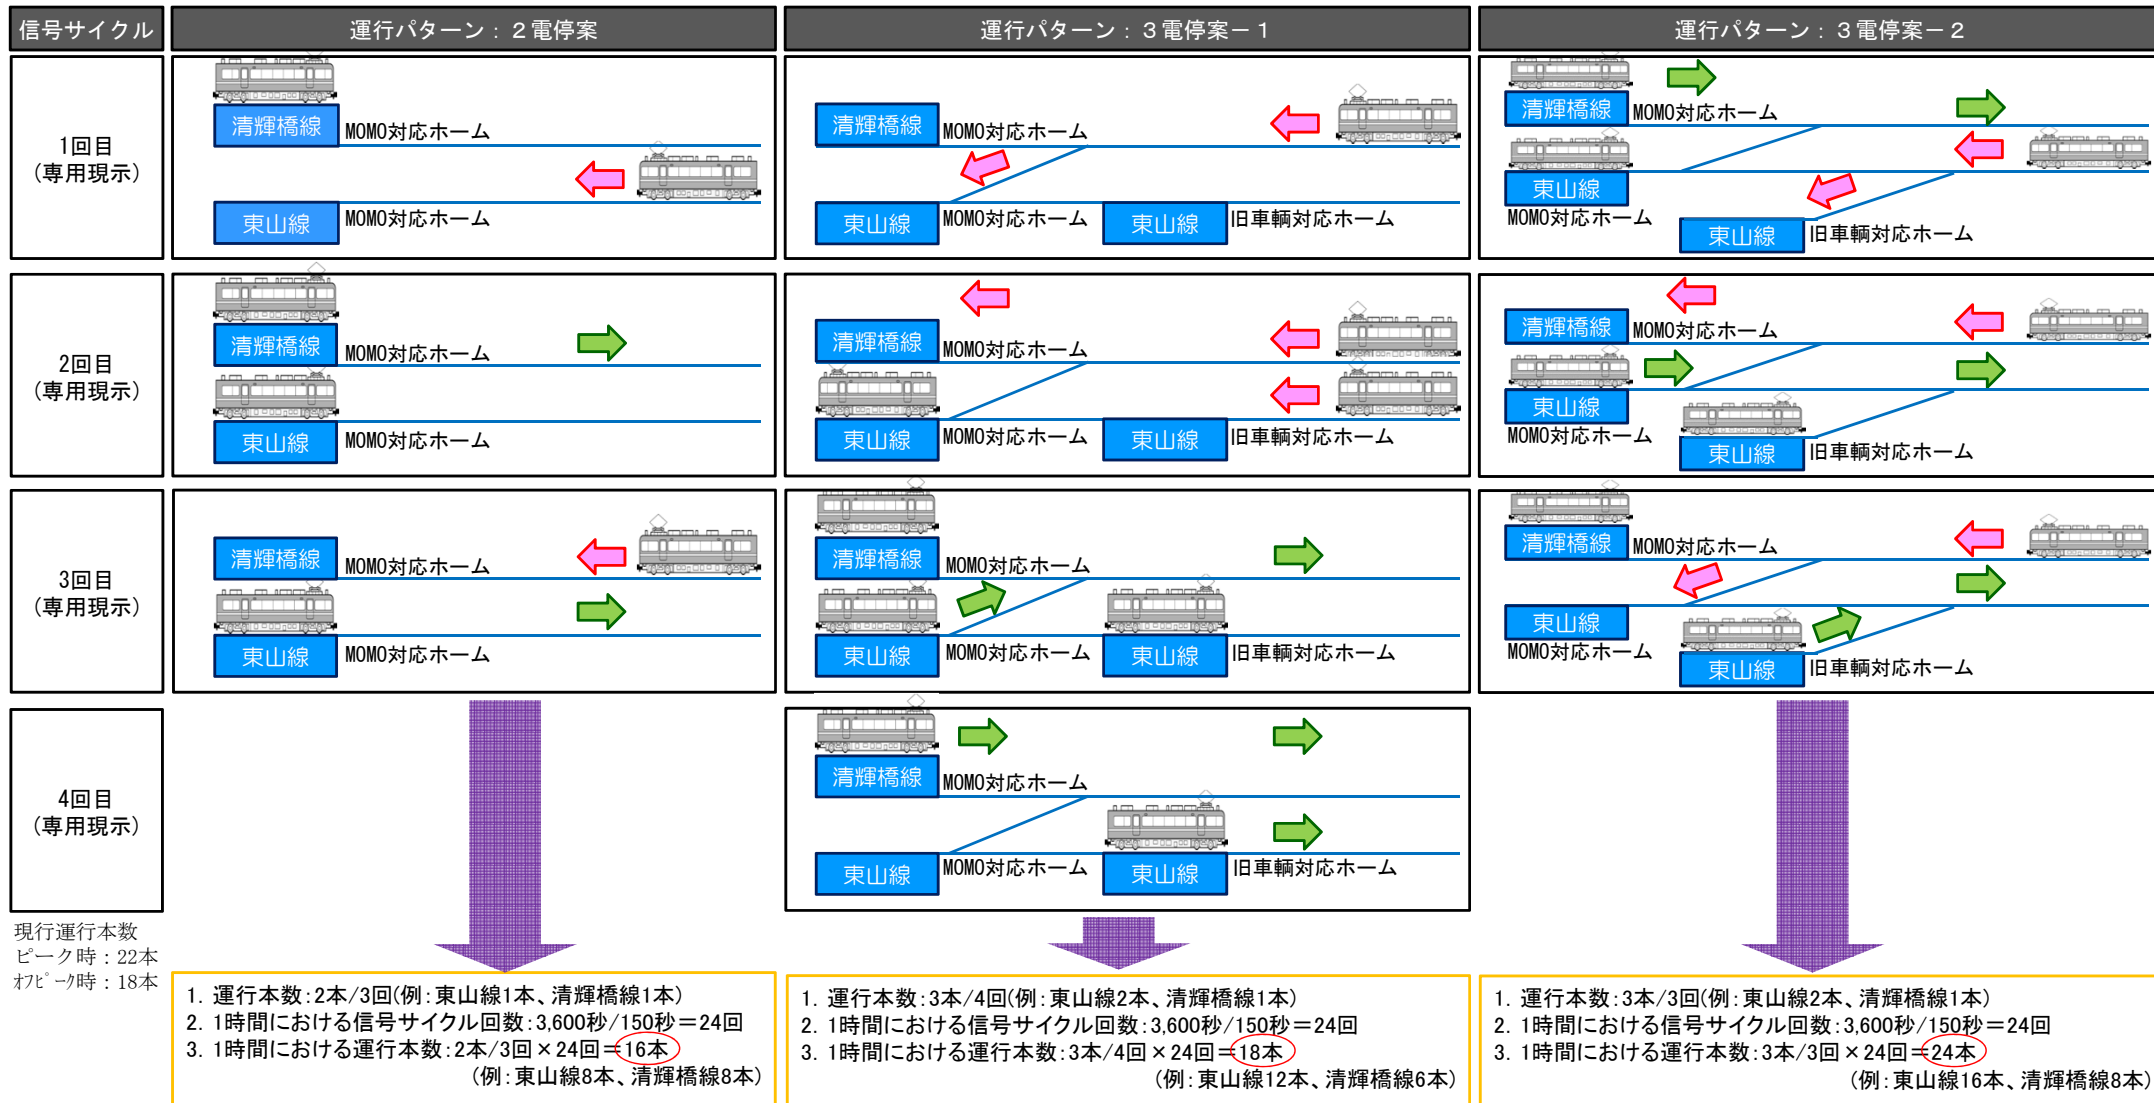 信号サイクル
運行パターン：２電停案
運行パターン：３電停案－１
運行パターン：３電停案－２
1回目
(専用現示)
清輝橋線
MOMO対応ホーム
東山線
MOMO対応ホーム
清輝橋線
MOMO対応ホーム
東山線
MOMO対応ホーム
東山線
旧車輌対応ホーム
清輝橋線
MOMO対応ホーム
東山線
MOMO対応ホーム
東山線
旧車輌対応ホーム
2回目
(専用現示)
清輝橋線
MOMO対応ホーム
東山線
MOMO対応ホーム
清輝橋線
MOMO対応ホーム
東山線
MOMO対応ホーム
東山線
旧車輌対応ホーム
清輝橋線
MOMO対応ホーム
東山線
MOMO対応ホーム
東山線
旧車輌対応ホーム
3回目
(専用現示)
清輝橋線
MOMO対応ホーム
東山線
MOMO対応ホーム
清輝橋線
MOMO対応ホーム
東山線
MOMO対応ホーム
東山線
旧車輌対応ホーム
清輝橋線
MOMO対応ホーム
東山線
MOMO対応ホーム
東山線
旧車輌対応ホーム
4回目
(専用現示)
清輝橋線
MOMO対応ホーム
東山線
MOMO対応ホーム
東山線
旧車輌対応ホーム
現行運行本数
ピーク時：22本
ｵﾌﾋﾟｰｸ時：18本
1. 運行本数：2本/3回(例：東山線1本、清輝橋線1本)
2. 1時間における信号サイクル回数：3,600秒/150秒＝24回
3. 1時間における運行本数：2本/3回×24回＝16本
(例：東山線8本、清輝橋線8本)
1. 運行本数：3本/4回(例：東山線2本、清輝橋線1本)
2. 1時間における信号サイクル回数：3,600秒/150秒＝24回
3. 1時間における運行本数：3本/4回×24回＝18本
(例：東山線12本、清輝橋線6本)
1. 運行本数：3本/3回(例：東山線2本、清輝橋線1本)
2. 1時間における信号サイクル回数：3,600秒/150秒＝24回
3. 1時間における運行本数：3本/3回×24回＝24本
(例：東山線16本、清輝橋線8本)